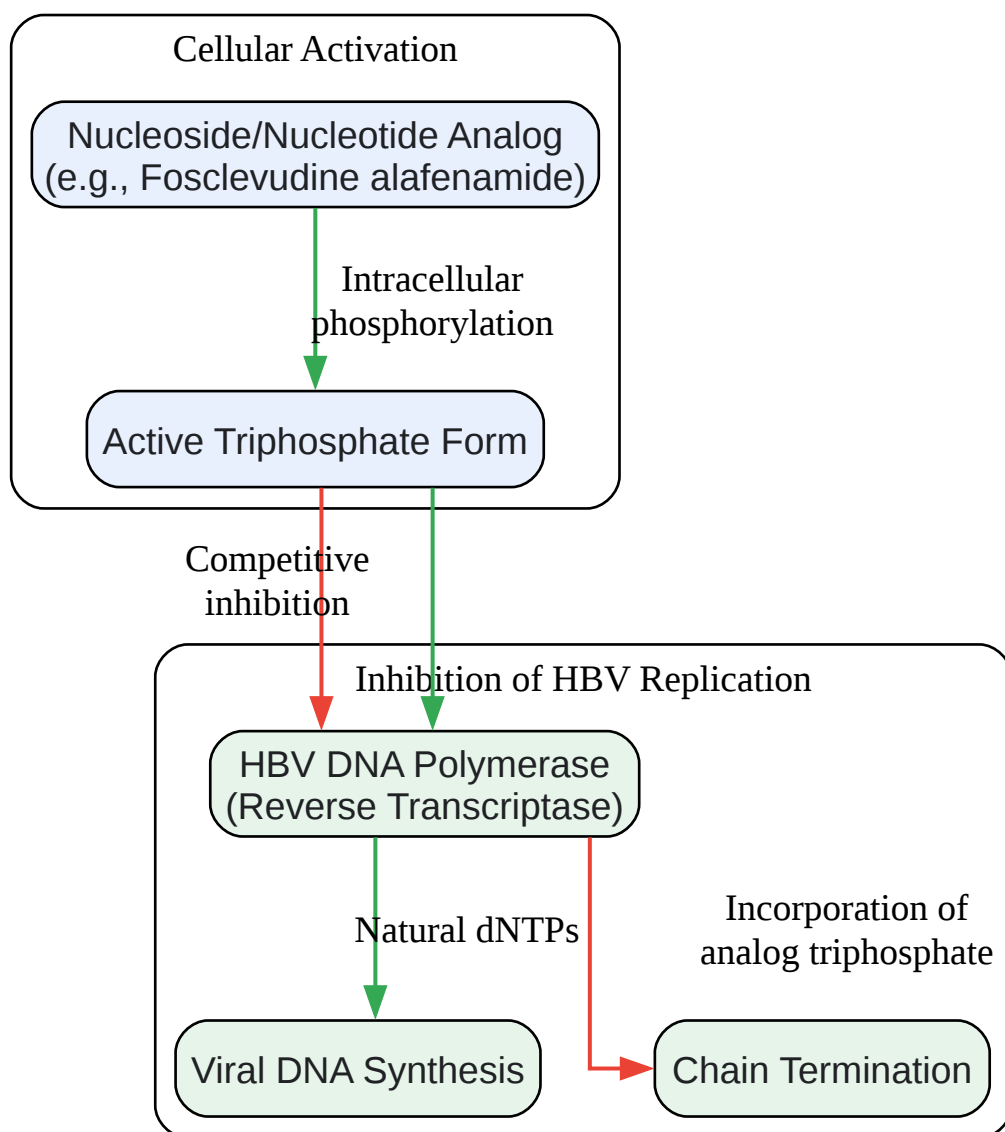 Cellular Activation
Nucleoside/Nucleotide Analog
(e.g., Fosclevudine alafenamide)
Intracellular
phosphorylation
Active Triphosphate Form
Competitive
inhibition
Inhibition of HBV Replication
HBV DNA Polymerase
(Reverse Transcriptase)
Natural dNTPs
Incorporation of
analog triphosphate
Viral DNA Synthesis
Chain Termination